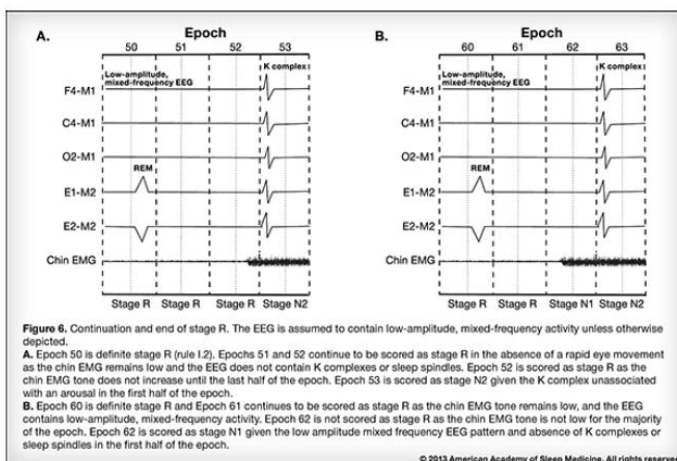 A.
Epoch
50 51 52 53
K complex
Low-amplitude,
mixed-frequency EEG
F4-M1
C4-M1
O2-M1
REM
E1-M2
E2-M2
Chin EMG
Stage R Stage R Stage R Stage N2
B.
Epoch
60 61 62 63
K complex
Low-amplitude,
mixed-frequency EEG
F4-M1
C4-M1
O2-M1
REM
E1-M2
E2-M2
Chin EMG
Stage R Stage R Stage N1 Stage N2
Figure 6. Continuation and end of stage R. The EEG is assumed to contain low-amplitude, mixed-frequency activity unless otherwise
depicted.
A. Epoch 50 is definite stage R (rule I.2). Epochs 51 and 52 continue to be scored as stage R in the absence of a rapid eye movement
as the chin EMG remains low and the EEG does not contain K complexes or sleep spindles. Epoch 52 is scored as stage R as the
chin EMG tone does not increase until the last half of the epoch. Epoch 53 is scored as stage N2 given the K complex unassociated
with an arousal in the first half of the epoch.
B. Epoch 60 is definite stage R and Epoch 61 continues to be scored as stage R as the chin EMG tone remains low, and the EEG
contains low-amplitude, mixed-frequency activity. Epoch 62 is not scored as stage R as the chin EMG tone is not low for the majority
of the epoch. Epoch 62 is scored as stage N1 given the low amplitude mixed frequency EEG pattern and absence of K complexes or
sleep spindles in the first half of the epoch.
© 2013 American Academy of Sleep Medicine. All rights reserved